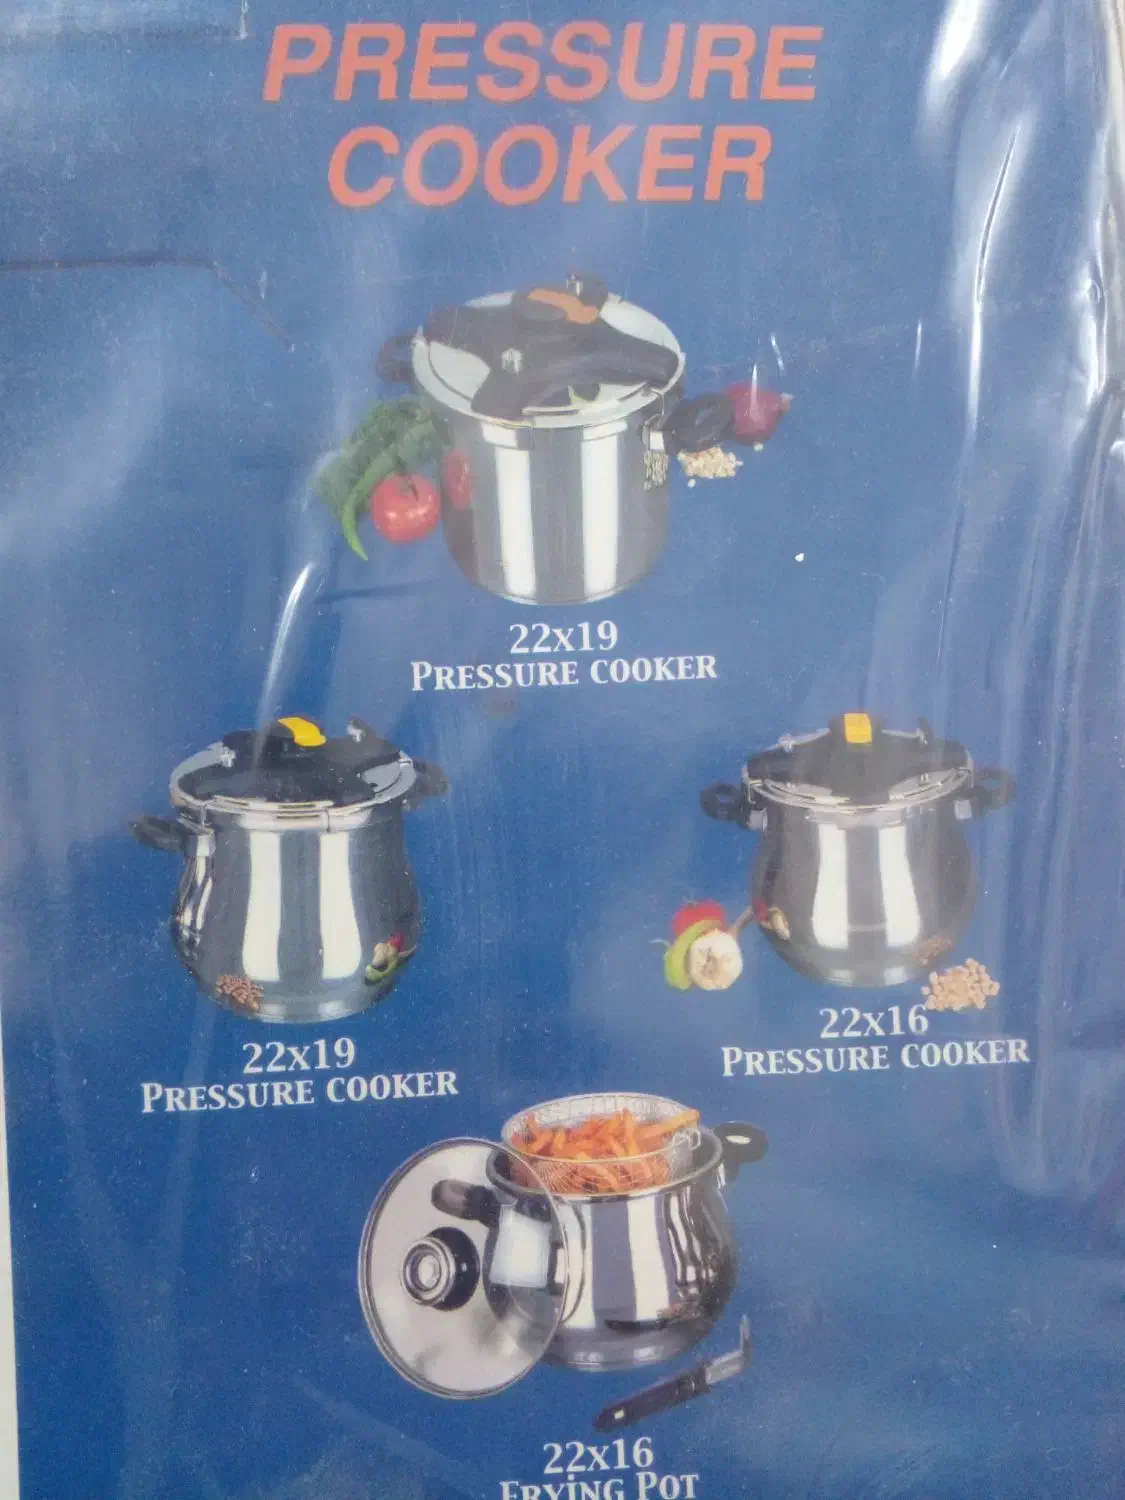 PRESSURE
COOKER
22x19
PRESSURE COOKER
22x19
PRESSURE COOKER
22x16
PRESSURE COOKER
22x16
FRYING POT